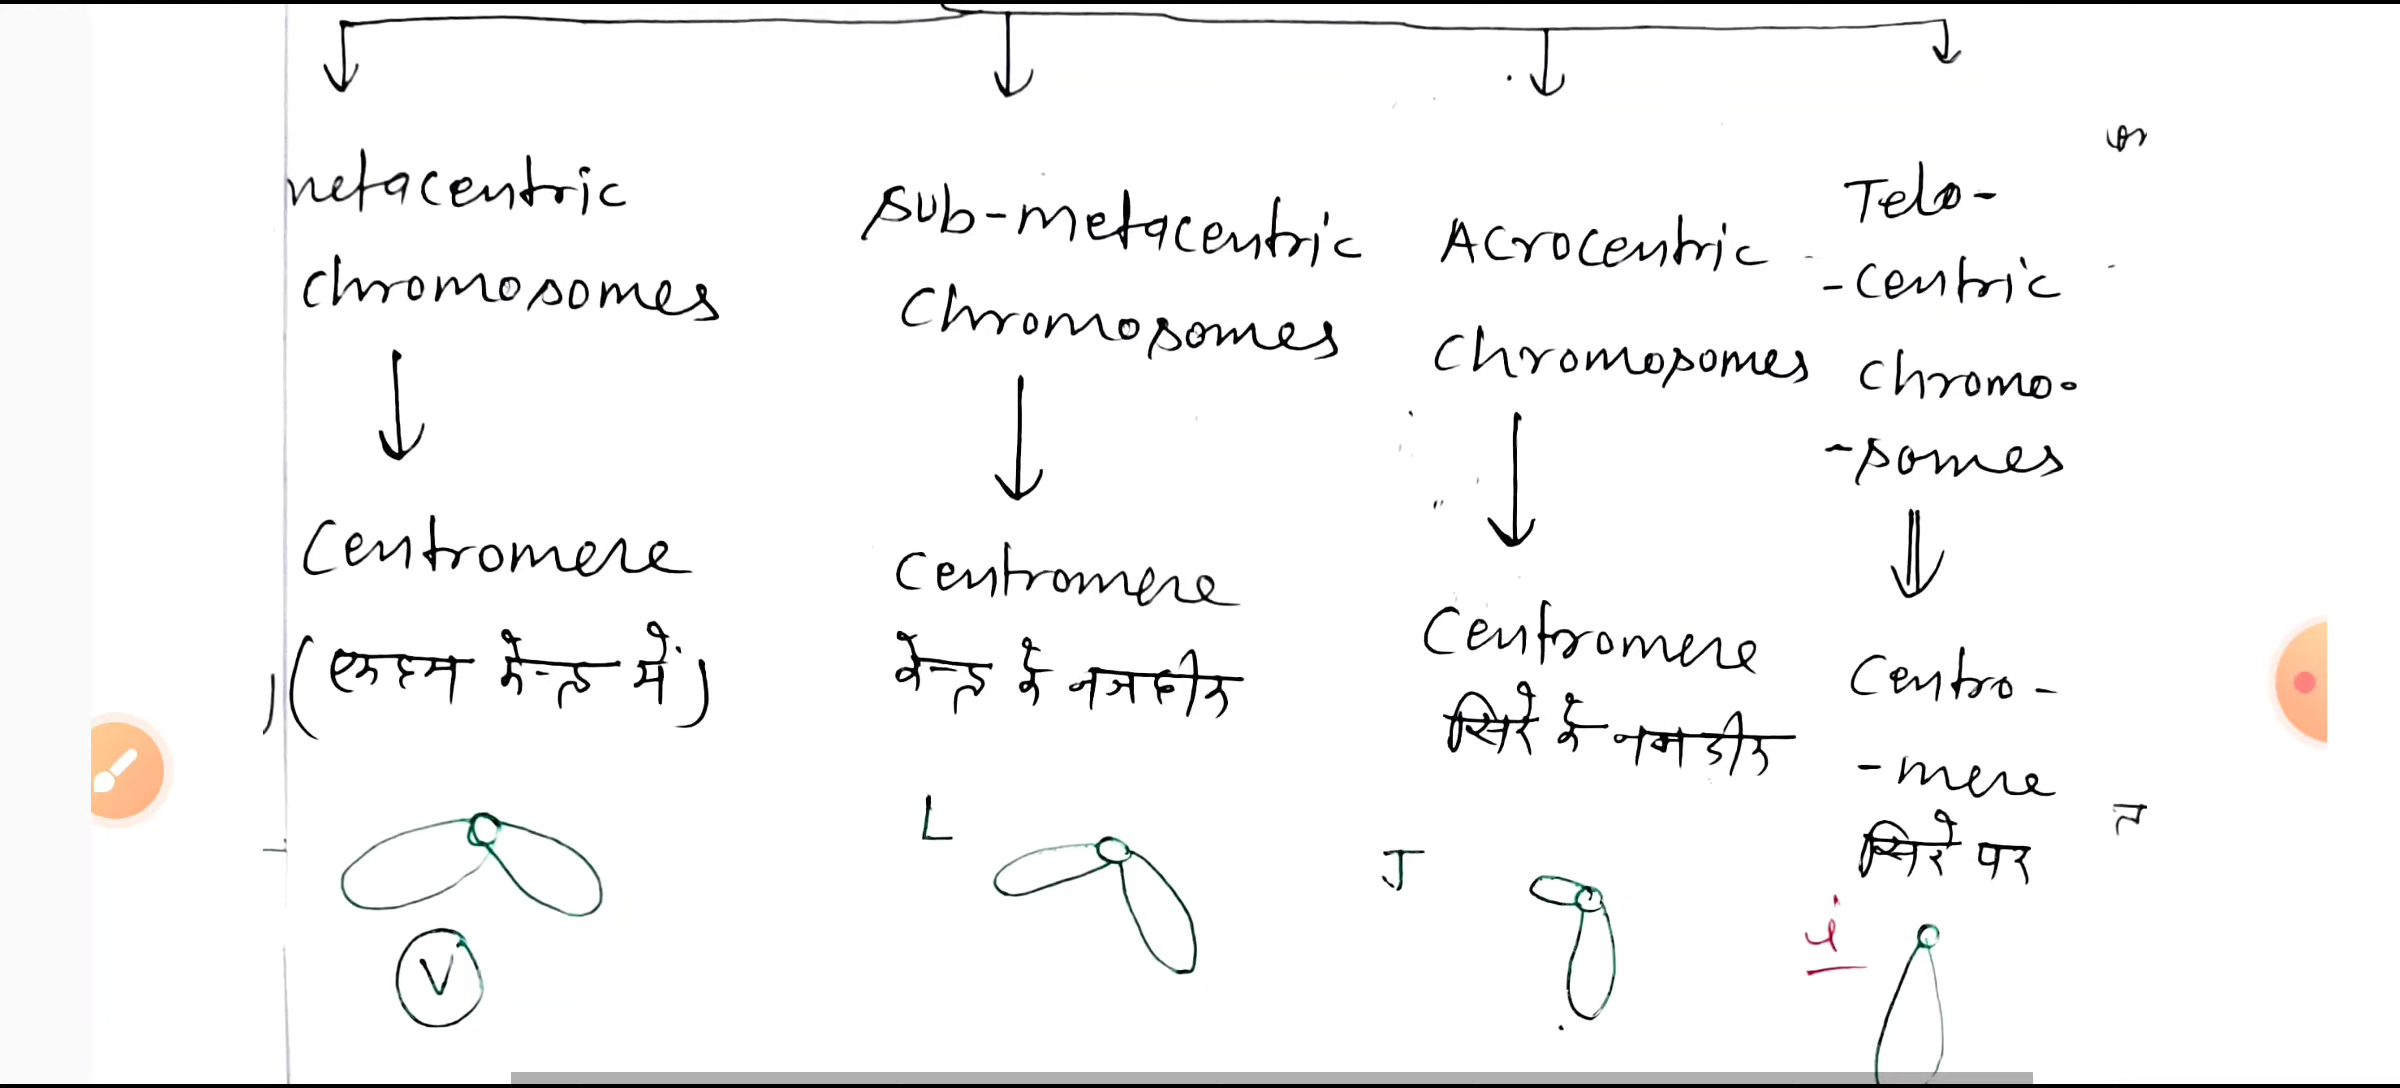 metacentric
chromosomes
Centromere
(एकदम केन्द्र में)
V
sub-metacentric
Chromosomes
Centromere
केन्द्र के नजदीक
L
Acrocentric
Chromosomes
Centromere
सिरे के नजदीक
J
Telo-
-centric
chromo-
-somes
Centro-
-mere
सिरे पर
i